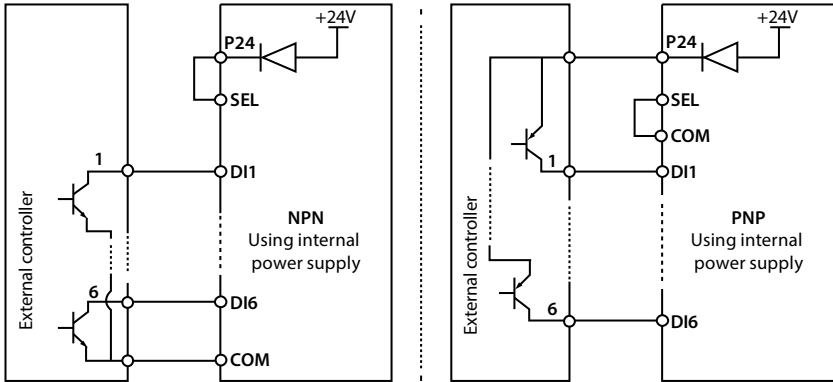 +24V
P24
SEL
1
DI1
External controller
NPN
Using internal
power supply
6
DI6
COM
+24V
P24
SEL
COM
1
DI1
External controller
PNP
Using internal
power supply
6
DI6